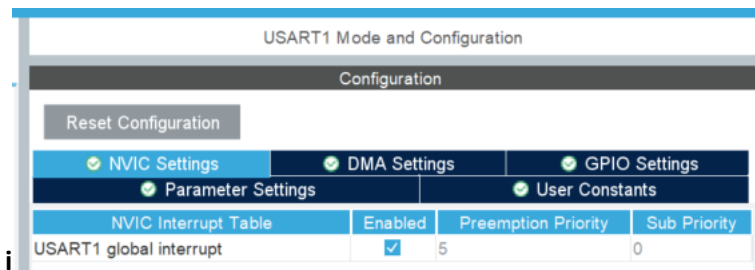 USART1 Mode and Configuration
Configuration
Reset Configuration
NVIC Settings DMA Settings GPIO Settings
Parameter Settings User Constants
NVIC Interrupt Table Enabled Preemption Priority Sub Priority
USART1 global interrupt 5 0
i